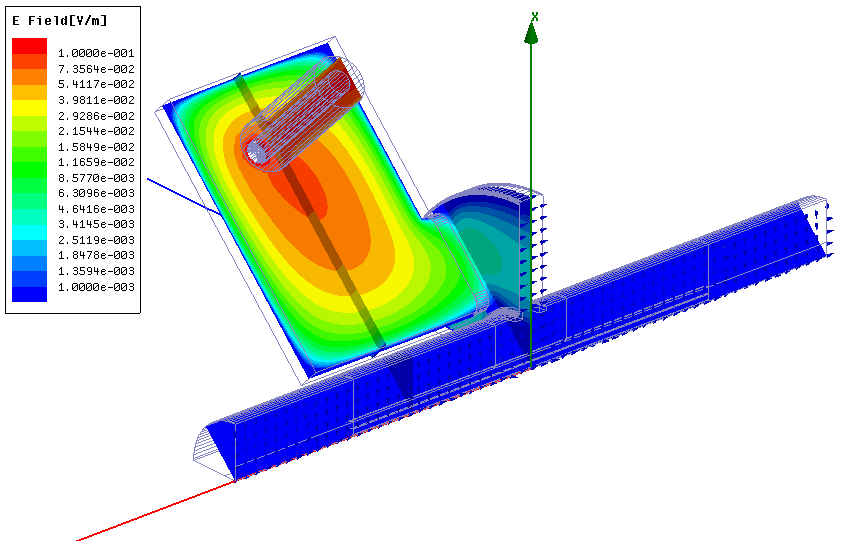 E Field[V/m]
1.0000e-001
7.3564e-002
5.4117e-002
3.9811e-002
2.9286e-002
2.1544e-002
1.5849e-002
1.1659e-002
8.5770e-003
6.3096e-003
4.6416e-003
3.4145e-003
2.5119e-003
1.8478e-003
1.3594e-003
1.0000e-003
X